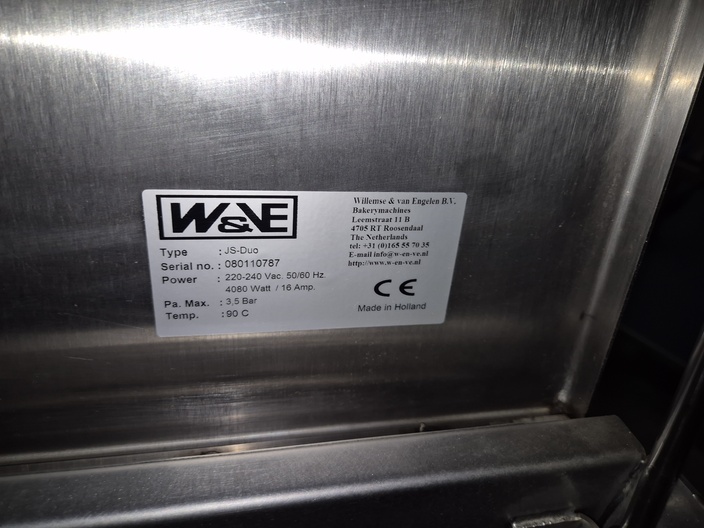 W&VE
Type : JS-Duo
Serial no. : 080110787
Power : 220-240 Vac. 50/60 Hz.
4080 Watt / 16 Amp.
Pa. Max. : 3,5 Bar
Temp. : 90 C
Willemse & van Engelen B.V.
Bakerymachines
Leemstraat 11 B
4705 RT Roosendaal
The Netherlands
tel: +31 (0)165 55 70 35
E-mail info@w-en-ve.nl
http://www.w-en-ve.nl
CE
Made in Holland